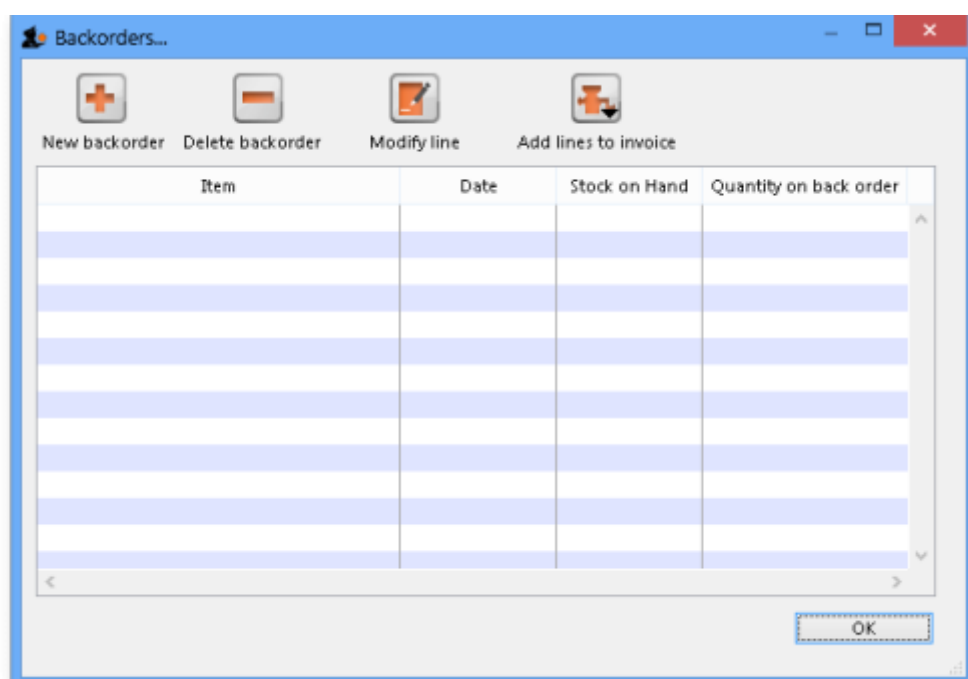 Backorders...
New backorder Delete backorder Modify line Add lines to invoice
Item Date Stock on Hand Quantity on back order
OK